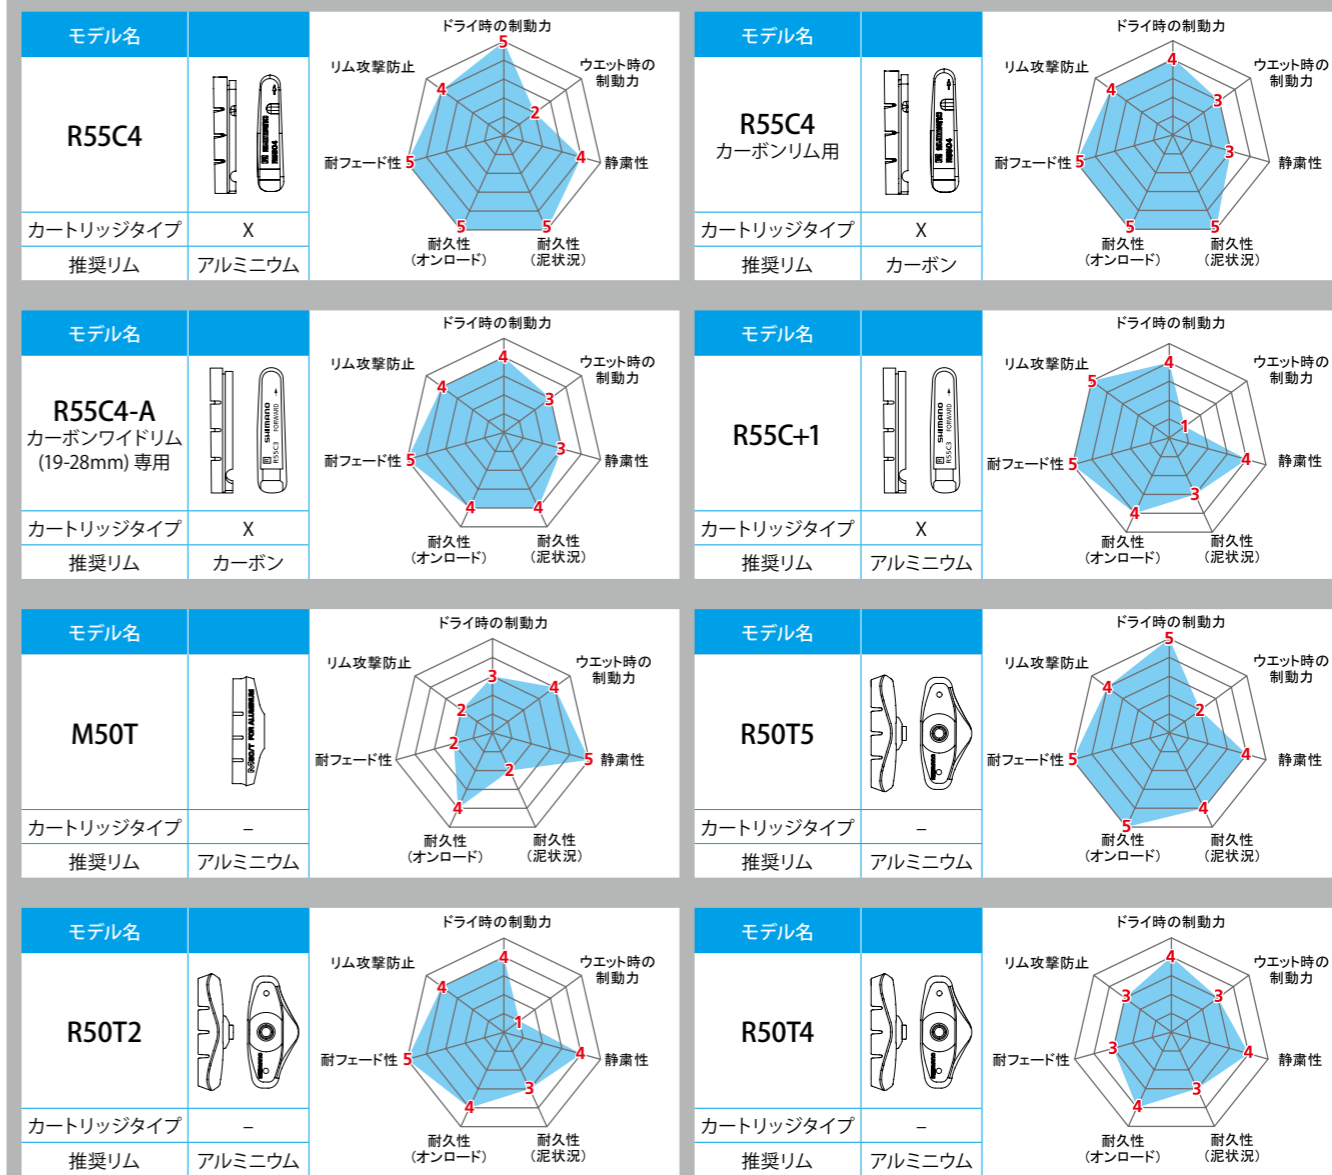 モデル名
R55C4
カートリッジタイプ X
推奨リム アルミニウム
ドライ時の制動力
5
リム攻撃防止
ウエット時の
制動力
4
2
耐フェード性
5
4
静粛性
5
5
耐久性
（オンロード）
耐久性
（泥状況）
モデル名
R55C4
カーボンリム用
カートリッジタイプ X
推奨リム カーボン
ドライ時の制動力
4
リム攻撃防止
ウエット時の
制動力
4
3
耐フェード性
5
3
静粛性
5
5
耐久性
（オンロード）
耐久性
（泥状況）
モデル名
R55C4-A
カーボンワイドリム
(19-28mm) 専用
SHIMANO
R55C3 FORWARD
カートリッジタイプ X
推奨リム カーボン
ドライ時の制動力
4
リム攻撃防止
ウエット時の
制動力
4
3
耐フェード性
5
3
静粛性
4
4
耐久性
（オンロード）
耐久性
（泥状況）
モデル名
R55C+1
SHIMANO
R55C3 FORWARD
カートリッジタイプ X
推奨リム アルミニウム
ドライ時の制動力
4
リム攻撃防止
ウエット時の
制動力
5
1
耐フェード性
5
4
静粛性
4
3
耐久性
（オンロード）
耐久性
（泥状況）
モデル名
M50T
M50T FOR ALUMINUM
カートリッジタイプ –
推奨リム アルミニウム
ドライ時の制動力
3
リム攻撃防止
ウエット時の
制動力
2
4
耐フェード性
2
5
静粛性
4
2
耐久性
（オンロード）
耐久性
（泥状況）
モデル名
R50T5
カートリッジタイプ –
推奨リム アルミニウム
ドライ時の制動力
5
リム攻撃防止
ウエット時の
制動力
4
2
耐フェード性
5
4
静粛性
5
4
耐久性
（オンロード）
耐久性
（泥状況）
モデル名
R50T2
カートリッジタイプ –
推奨リム アルミニウム
ドライ時の制動力
4
リム攻撃防止
ウエット時の
制動力
4
1
耐フェード性
5
4
静粛性
4
3
耐久性
（オンロード）
耐久性
（泥状況）
モデル名
R50T4
カートリッジタイプ –
推奨リム アルミニウム
ドライ時の制動力
4
リム攻撃防止
ウエット時の
制動力
3
3
耐フェード性
3
4
静粛性
4
3
耐久性
（オンロード）
耐久性
（泥状況）